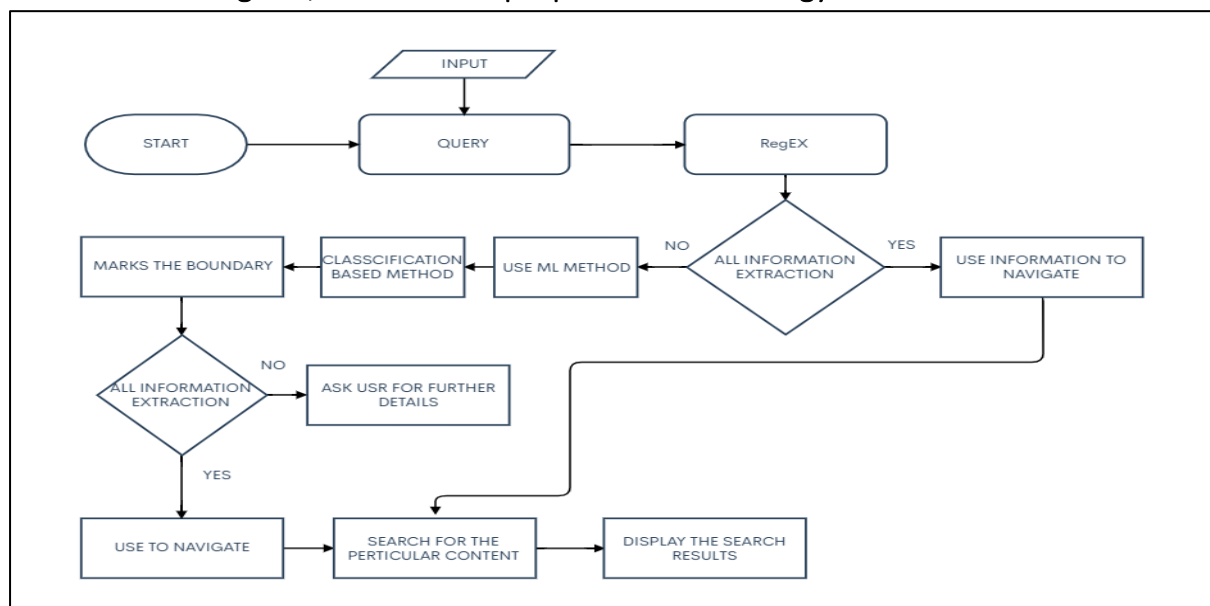 INPUT
START
QUERY
RegEX
NO
YES
MARKS THE BOUNDARY
CLASSCIFICATION
BASED METHOD
USE ML METHOD
ALL INFORMATION
EXTRACTION
USE INFORMATION TO
NAVIGATE
NO
ALL INFORMATION
EXTRACTION
ASK USR FOR FURTHER
DETAILS
YES
USE TO NAVIGATE
SEARCH FOR THE
PERTICULAR CONTENT
DISPLAY THE SEARCH
RESULTS